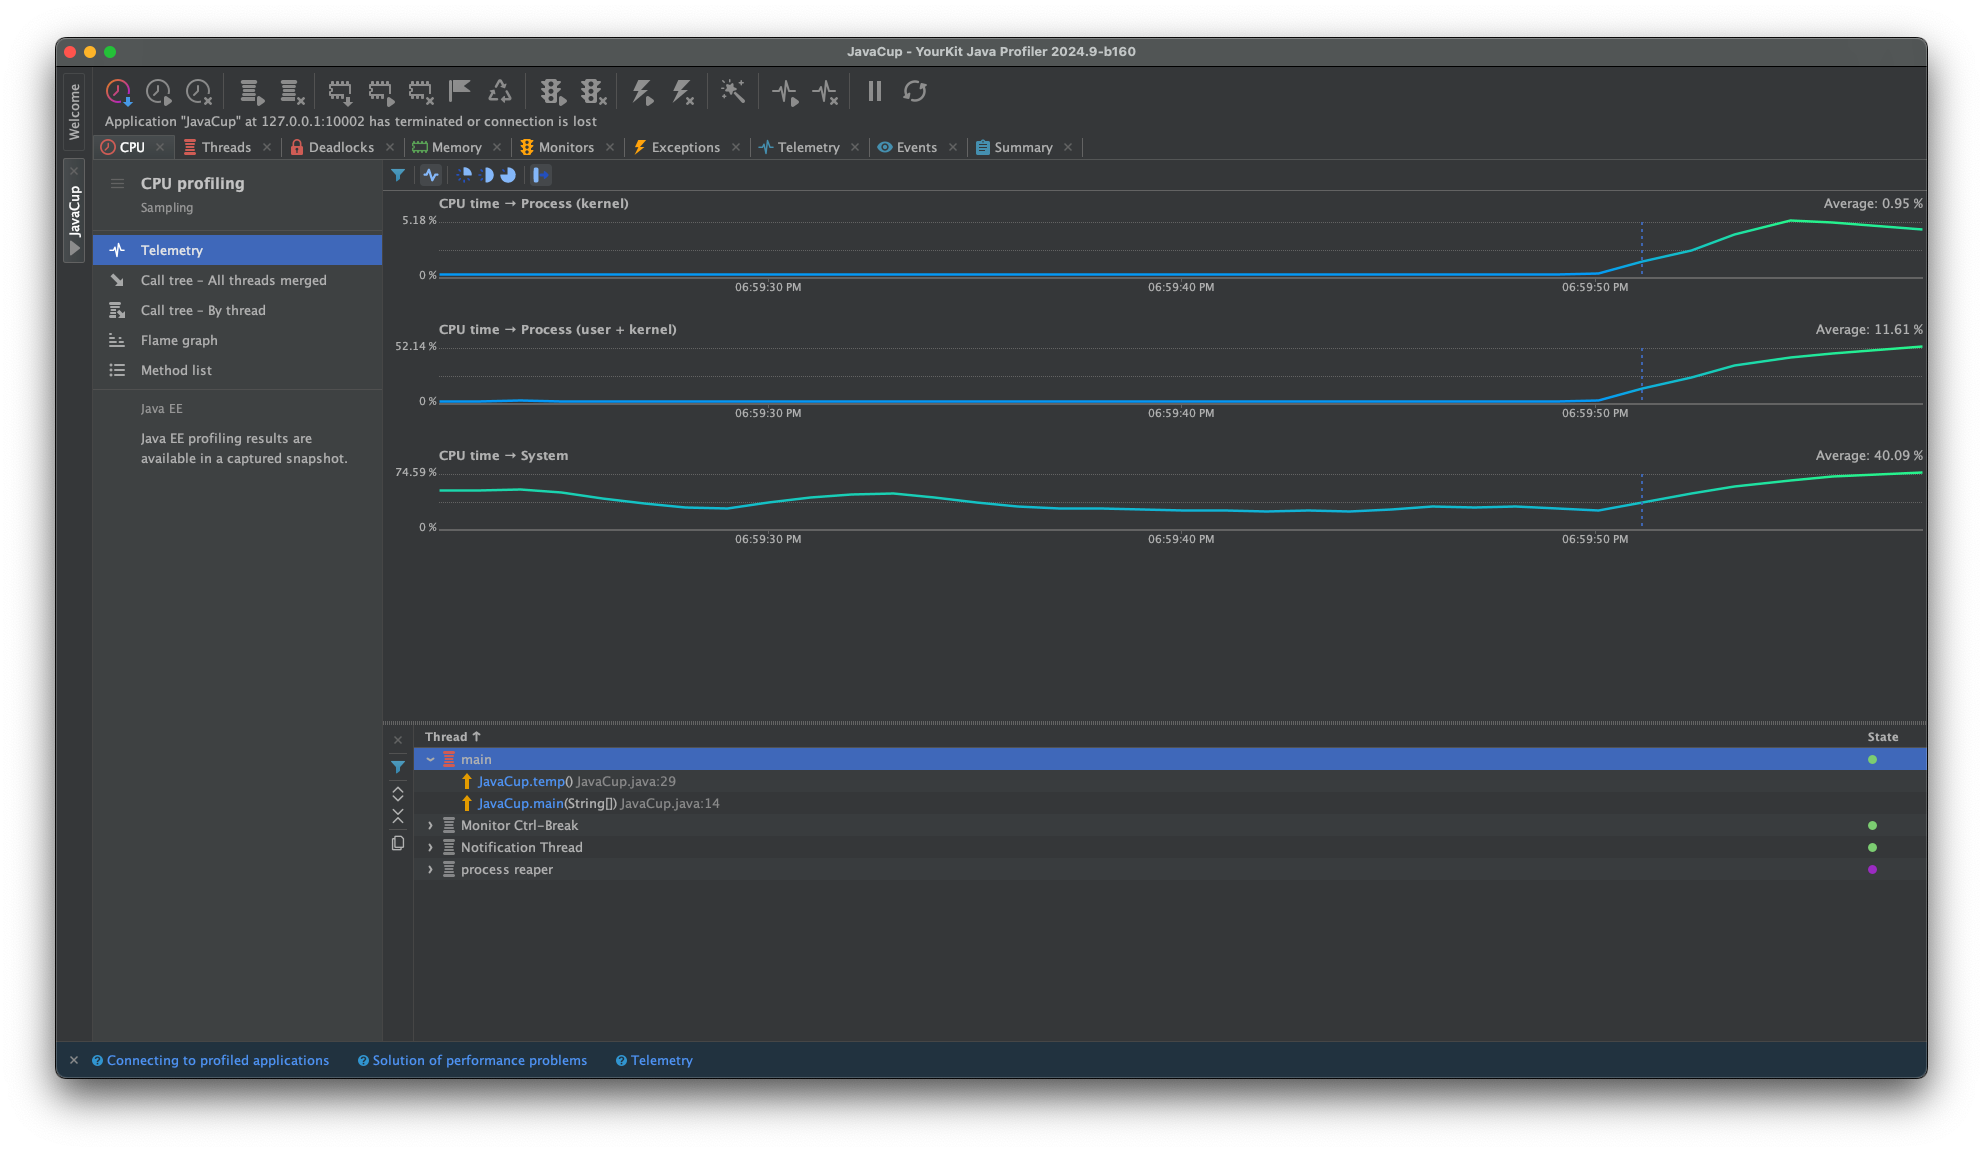 JavaCup - YourKit Java Profiler 2024.9-b160
Welcome
JavaCup
Application "JavaCup" at 127.0.0.1:10002 has terminated or connection is lost
CPU Threads Deadlocks Memory Monitors Exceptions Telemetry Events Summary
CPU profiling
Sampling
Telemetry
Call tree – All threads merged
Call tree – By thread
Flame graph
Method list
Java EE
Java EE profiling results are
available in a captured snapshot.
CPU time → Process (kernel) Average: 0.95 %
5.18 %
0 %
06:59:30 PM 06:59:40 PM 06:59:50 PM
CPU time → Process (user + kernel) Average: 11.61 %
52.14 %
0 %
06:59:30 PM 06:59:40 PM 06:59:50 PM
CPU time → System Average: 40.09 %
74.59 %
0 %
06:59:30 PM 06:59:40 PM 06:59:50 PM
Thread ↑ State
main
JavaCup.temp() JavaCup.java:29
JavaCup.main(String[]) JavaCup.java:14
Monitor Ctrl-Break
Notification Thread
process reaper
Connecting to profiled applications Solution of performance problems Telemetry